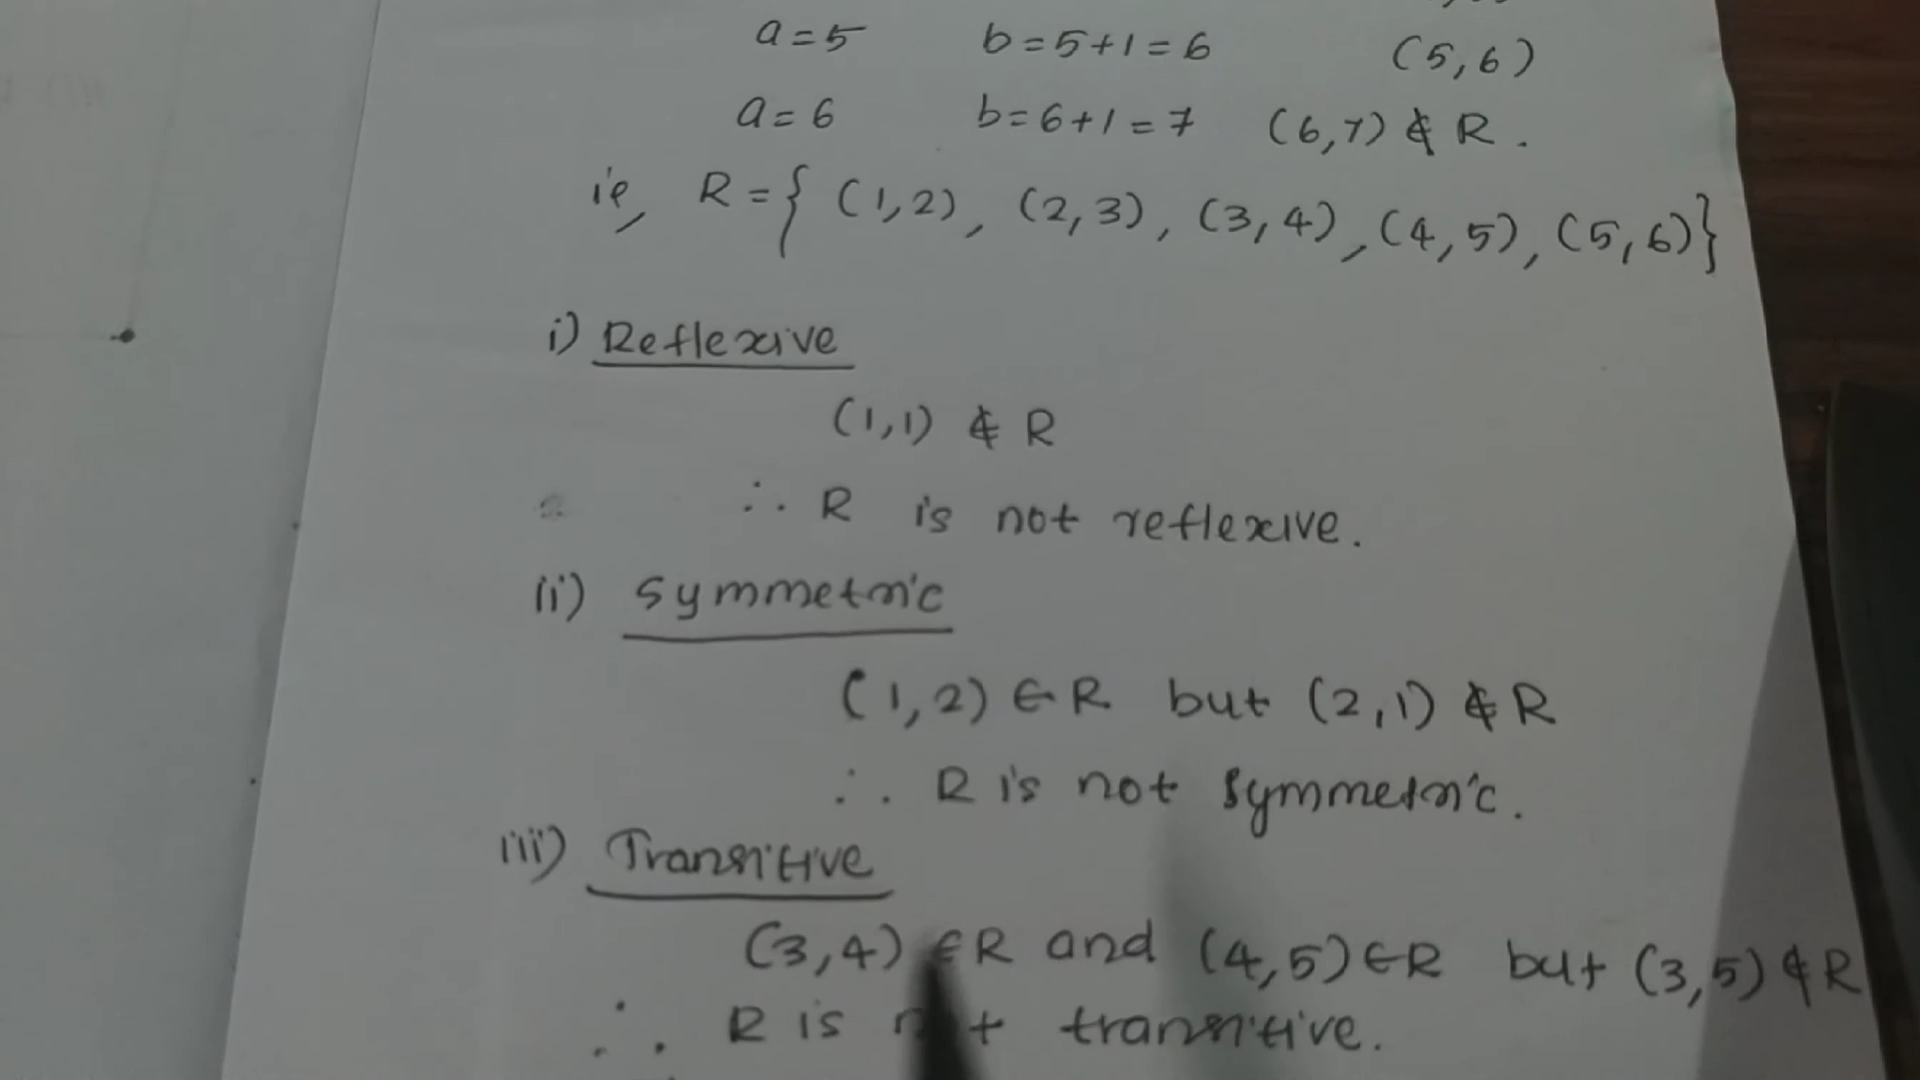 a = 5 b = 5 + 1 = 6 (5, 6)
a = 6 b = 6 + 1 = 7 (6, 7) ∉ R.
ie, R = { (1, 2), (2, 3), (3, 4), (4, 5), (5, 6)}
i) Reflexive
(1, 1) ∉ R
∴ R is not reflexive.
ii) Symmetric
(1, 2) ∈ R but (2, 1) ∉ R
∴ R is not symmetric.
iii) Transitive
(3, 4) ∈ R and (4, 5) ∈ R but (3, 5) ∉ R
∴ R is not transitive.